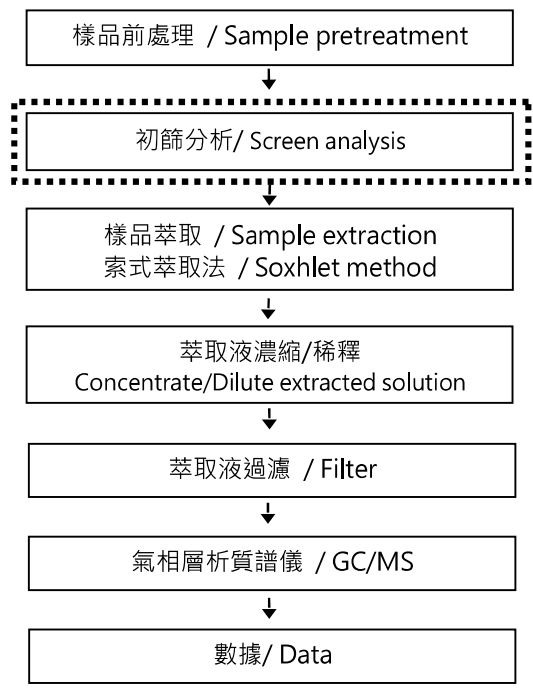 樣品前處理 / Sample pretreatment
初篩分析/ Screen analysis
樣品萃取 / Sample extraction
索式萃取法 / Soxhlet method
萃取液濃縮/稀釋
Concentrate/Dilute extracted solution
萃取液過濾 / Filter
氣相層析質譜儀 / GC/MS
數據/ Data